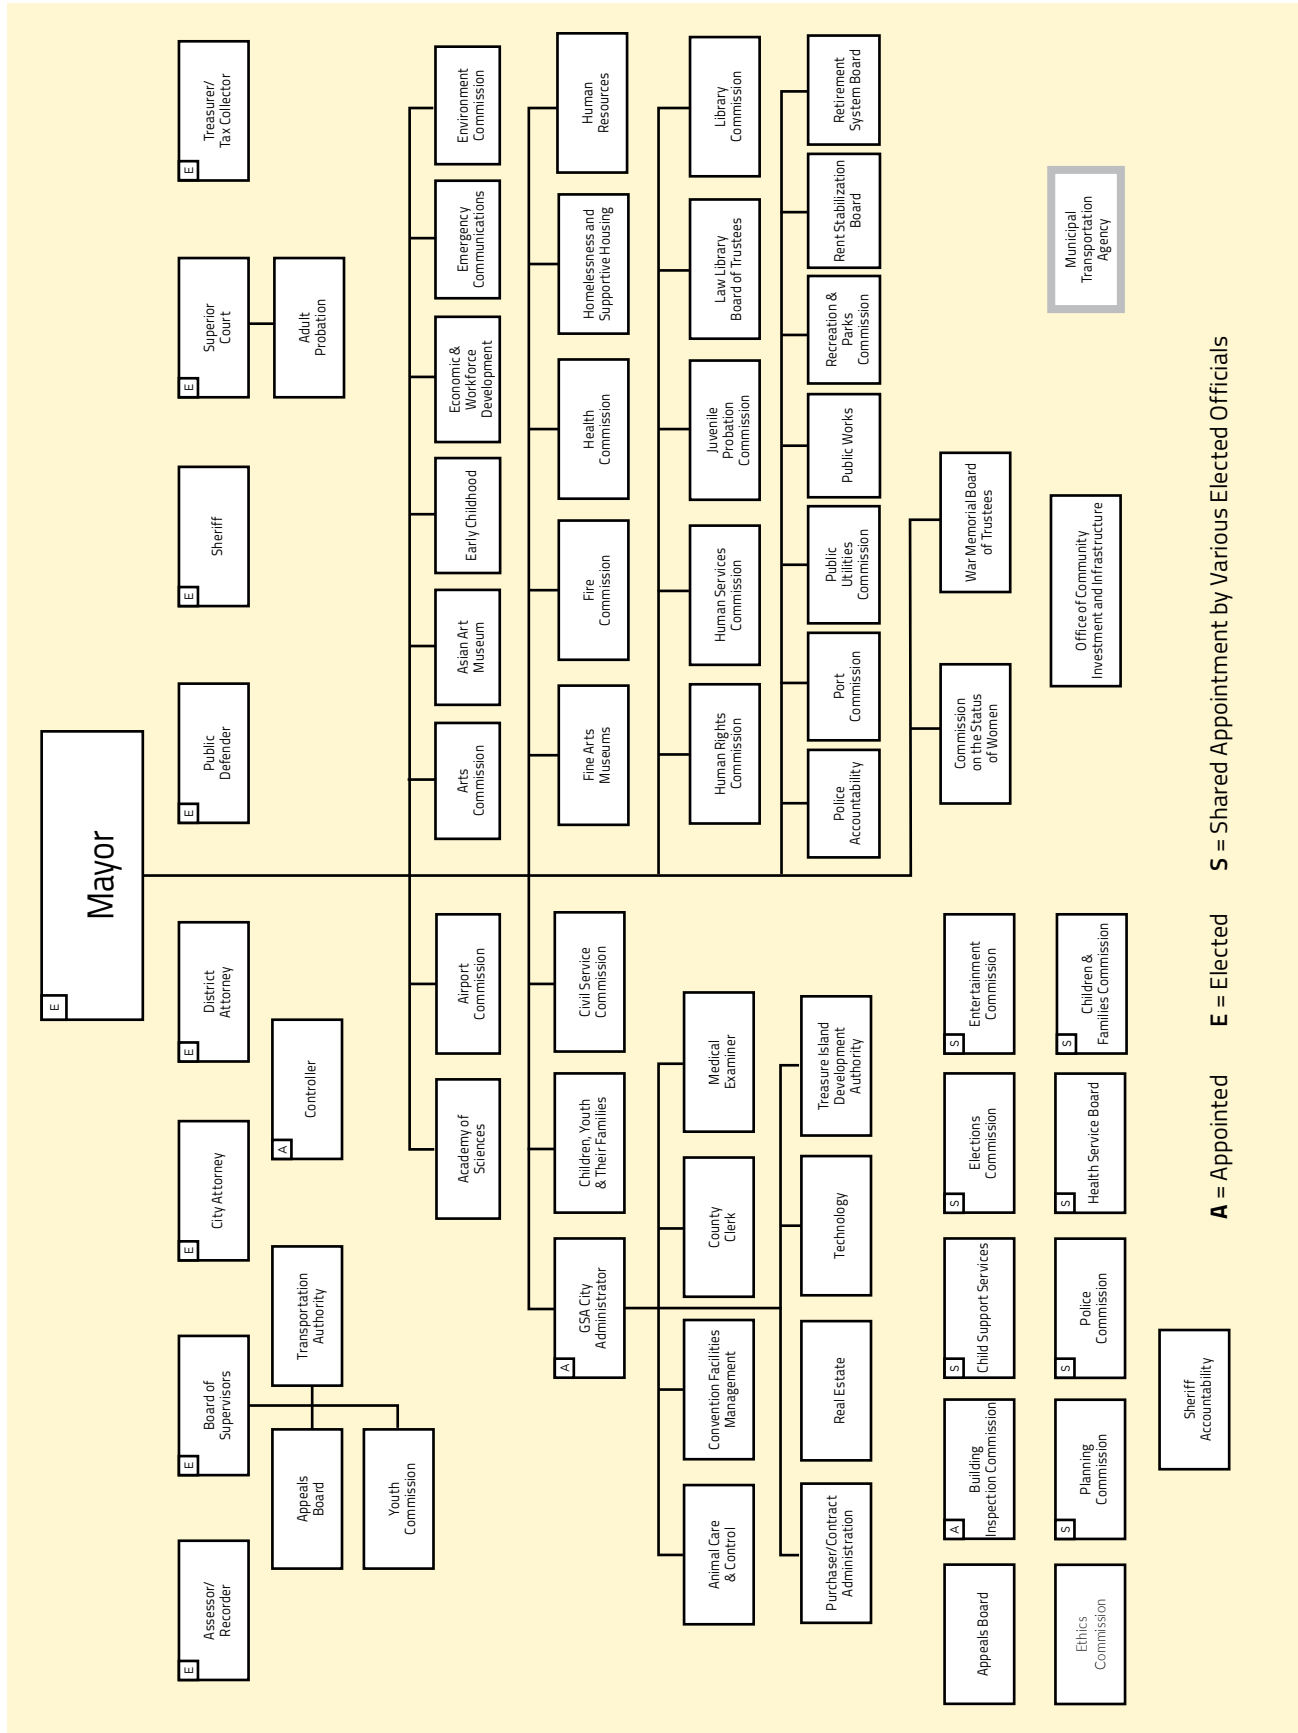 E
Mayor
E
Assessor/
Recorder
E
Board of
Supervisors
E
City Attorney
E
District
Attorney
E
Public
Defender
E
Sheriff
E
Superior
Court
E
Treasurer/
Tax Collector
Appeals
Board
Transportation
Authority
A
Controller
Adult
Probation
Youth
Commission
Academy of
Sciences
Airport
Commission
Arts
Commission
Asian Art
Museum
Early Childhood
Economic &
Workforce
Development
Emergency
Communications
Environment
Commission
A
GSA City
Administrator
Children, Youth
& Their Families
Civil Service
Commission
Fine Arts
Museums
Fire
Commission
Health
Commission
Homelessness and
Supportive Housing
Human
Resources
Animal Care
& Control
Convention Facilities
Management
County
Clerk
Medical
Examiner
Human Rights
Commission
Human Services
Commission
Juvenile
Probation
Commission
Law Library
Board of Trustees
Library
Commission
Purchaser/Contract
Administration
Real Estate
Technology
Treasure Island
Development
Authority
Police
Accountability
Port
Commission
Public
Utilities
Commission
Public Works
Recreation &
Parks
Commission
Rent Stabilization
Board
Retirement
System Board
Appeals Board
A
Building
Inspection Commission
S
Child Support Services
S
Elections
Commission
S
Entertainment
Commission
Commission
on the Status
of Women
War Memorial Board
of Trustees
Ethics
Commission
S
Planning
Commission
S
Police
Commission
S
Health Service Board
S
Children &
Families Commission
Office of Community
Investment and Infrastructure
Municipal
Transportation
Agency
Sheriff
Accountability
A = Appointed E = Elected S = Shared Appointment by Various Elected Officials